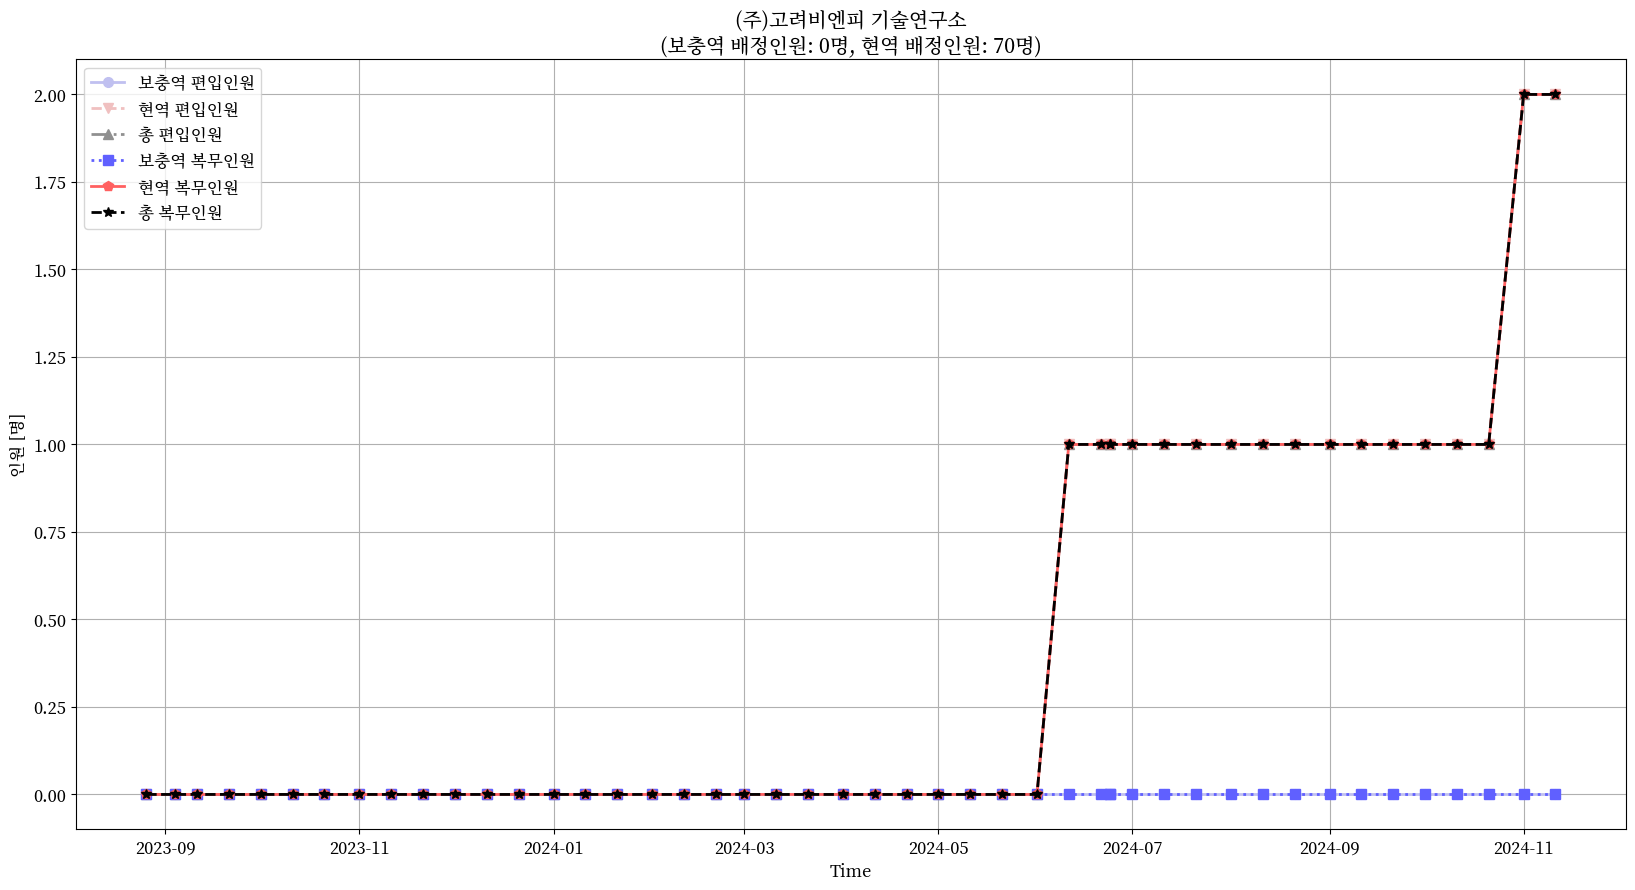 (주)고려비엔피 기술연구소
(보충역 배정인원: 0명, 현역 배정인원: 70명)
보충역 편입인원
현역 편입인원
총 편입인원
보충역 복무인원
현역 복무인원
총 복무인원
인원 [명]
2.00
1.75
1.50
1.25
1.00
0.75
0.50
0.25
0.00
2023-09
2023-11
2024-01
2024-03
2024-05
2024-07
2024-09
2024-11
Time